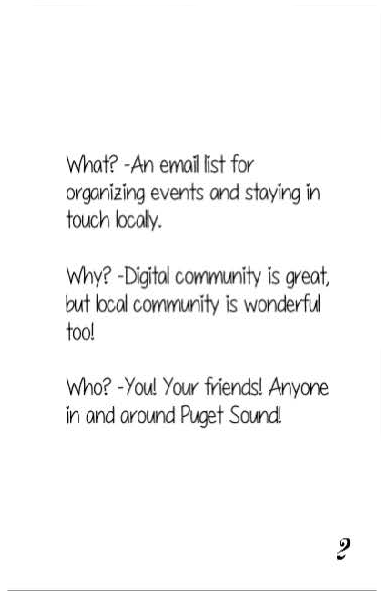 What? -An email list for
organizing events and staying in
touch locally.
Why? -Digital community is great,
but local community is wonderful
too!
Who? -You! Your friends! Anyone
in and around Puget Sound!
2